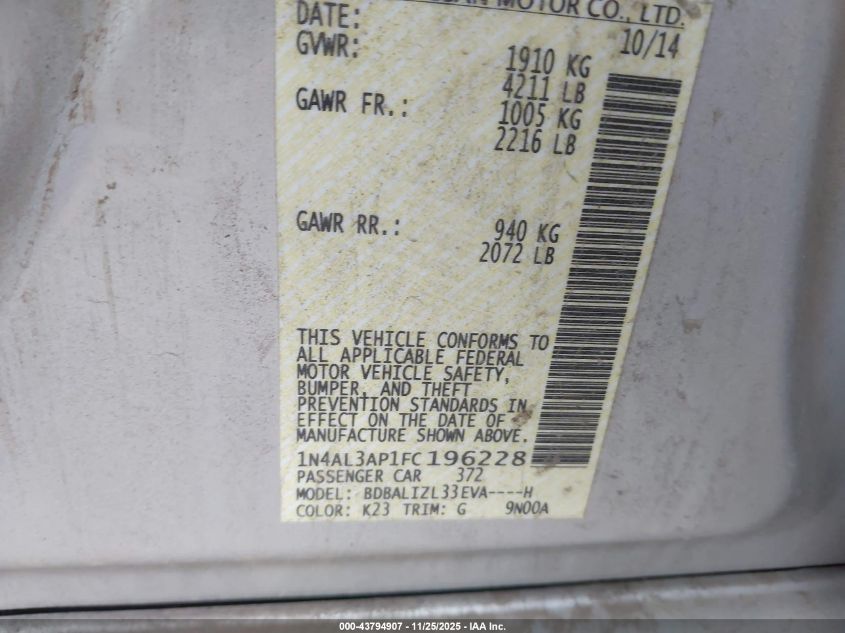 MOTOR CO., LTD.
DATE: 10/14
GVWR: 1910 KG
4211 LB
GAWR FR.: 1005 KG
2216 LB
GAWR RR.: 940 KG
2072 LB
THIS VEHICLE CONFORMS TO
ALL APPLICABLE FEDERAL
MOTOR VEHICLE SAFETY,
BUMPER, AND THEFT
PREVENTION STANDARDS IN
EFFECT ON THE DATE OF
MANUFACTURE SHOWN ABOVE.
1N4AL3AP1FC196228
PASSENGER CAR 372
MODEL: BDBALIZL33EVA----H
COLOR: K23 TRIM: G 9N00A
000-43794907 - 11/25/2025 - IAA Inc.